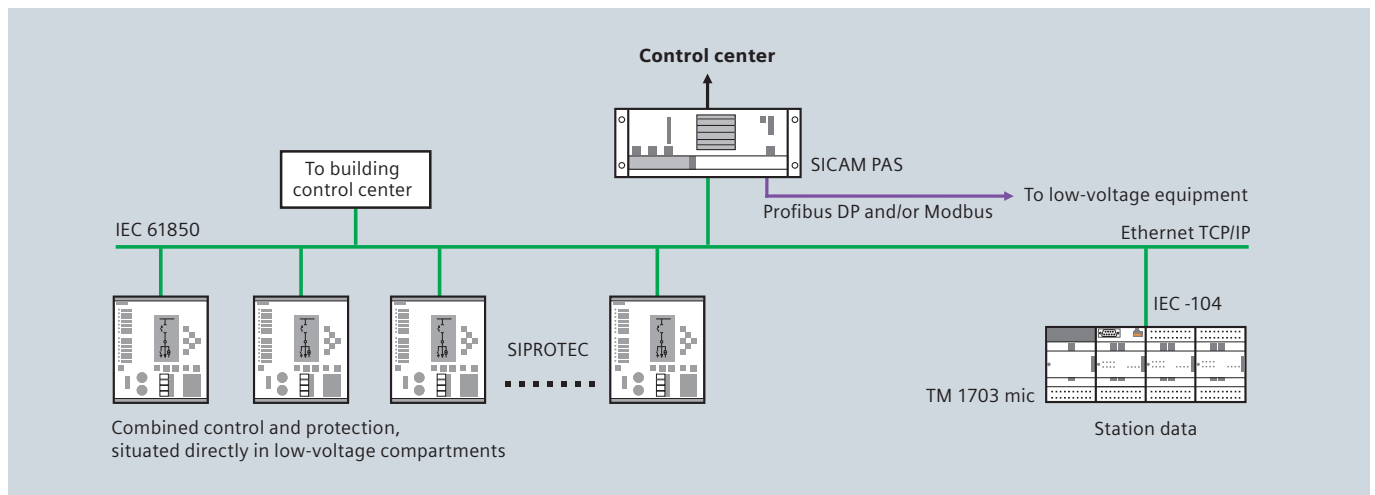 Control center
To building
control center
SICAM PAS
To low-voltage equipment
Profibus DP and/or Modbus
IEC 61850
Ethernet TCP/IP
IEC -104
SIPROTEC
TM 1703 mic
Combined control and protection,
situated directly in low-voltage compartments
Station data